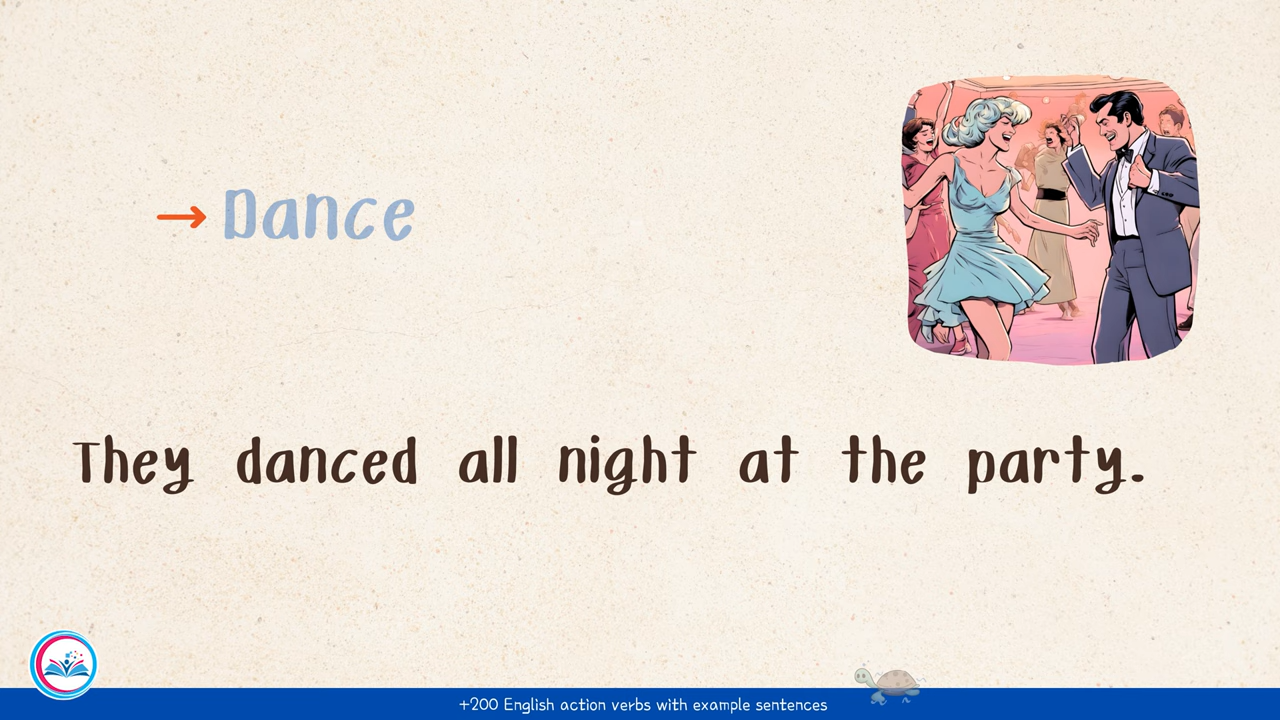 → Dance
They danced all night at the party.
+200 English action verbs with example sentences